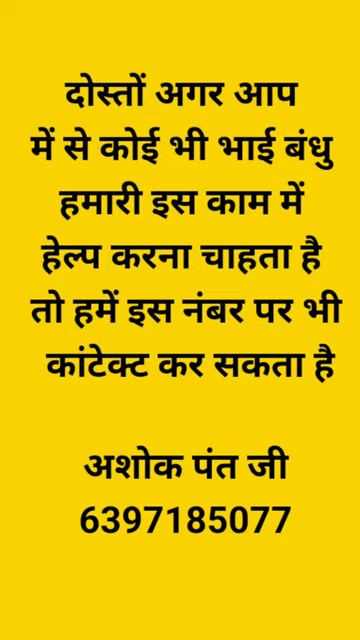 दोस्तों अगर आप
में से कोई भी भाई बंधु
हमारी इस काम में
हेल्प करना चाहता है
तो हमें इस नंबर पर भी
कांटेक्ट कर सकता है
अशोक पंत जी
6397185077